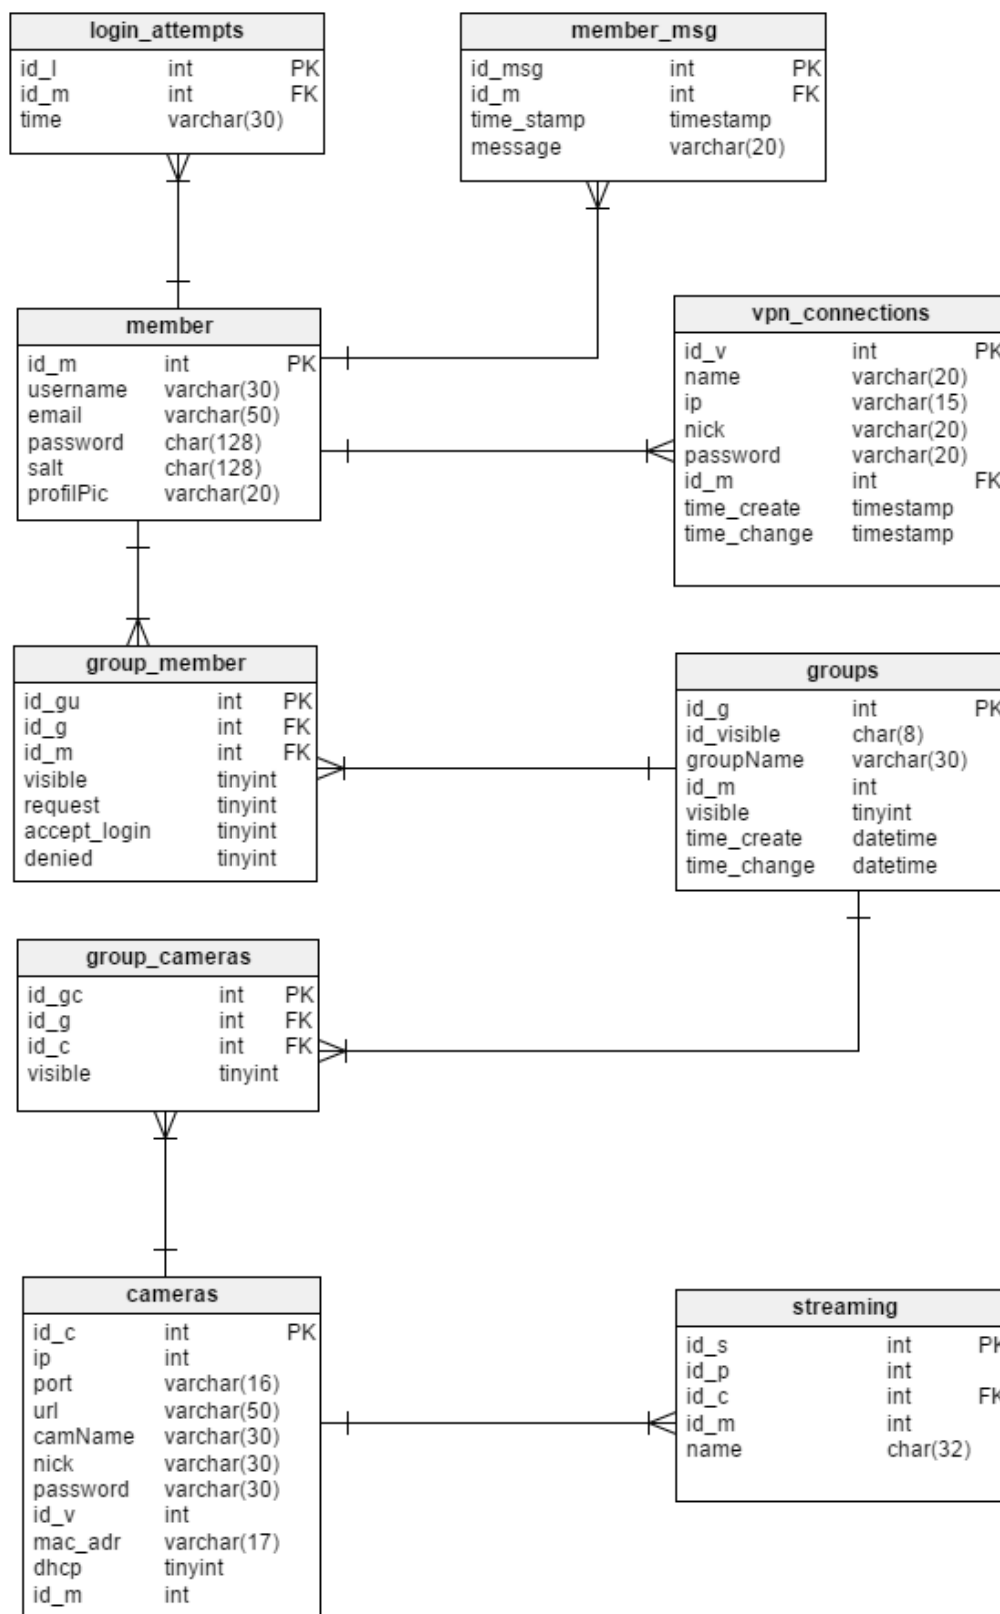 login_attempts
id_l int PK
id_m int FK
time varchar(30)
member_msg
id_msg int PK
id_m int FK
time_stamp timestamp
message varchar(20)
member
id_m int PK
username varchar(30)
email varchar(50)
password char(128)
salt char(128)
profilPic varchar(20)
vpn_connections
id_v int PK
name varchar(20)
ip varchar(15)
nick varchar(20)
password varchar(20)
id_m int FK
time_create timestamp
time_change timestamp
group_member
id_gu int PK
id_g int FK
id_m int FK
visible tinyint
request tinyint
accept_login tinyint
denied tinyint
groups
id_g int PK
id_visible char(8)
groupName varchar(30)
id_m int
visible tinyint
time_create datetime
time_change datetime
group_cameras
id_gc int PK
id_g int FK
id_c int FK
visible tinyint
cameras
id_c int PK
ip int
port varchar(16)
url varchar(50)
camName varchar(30)
nick varchar(30)
password varchar(30)
id_v int
mac_adr varchar(17)
dhcp tinyint
id_m int
streaming
id_s int PK
id_p int
id_c int FK
id_m int
name char(32)